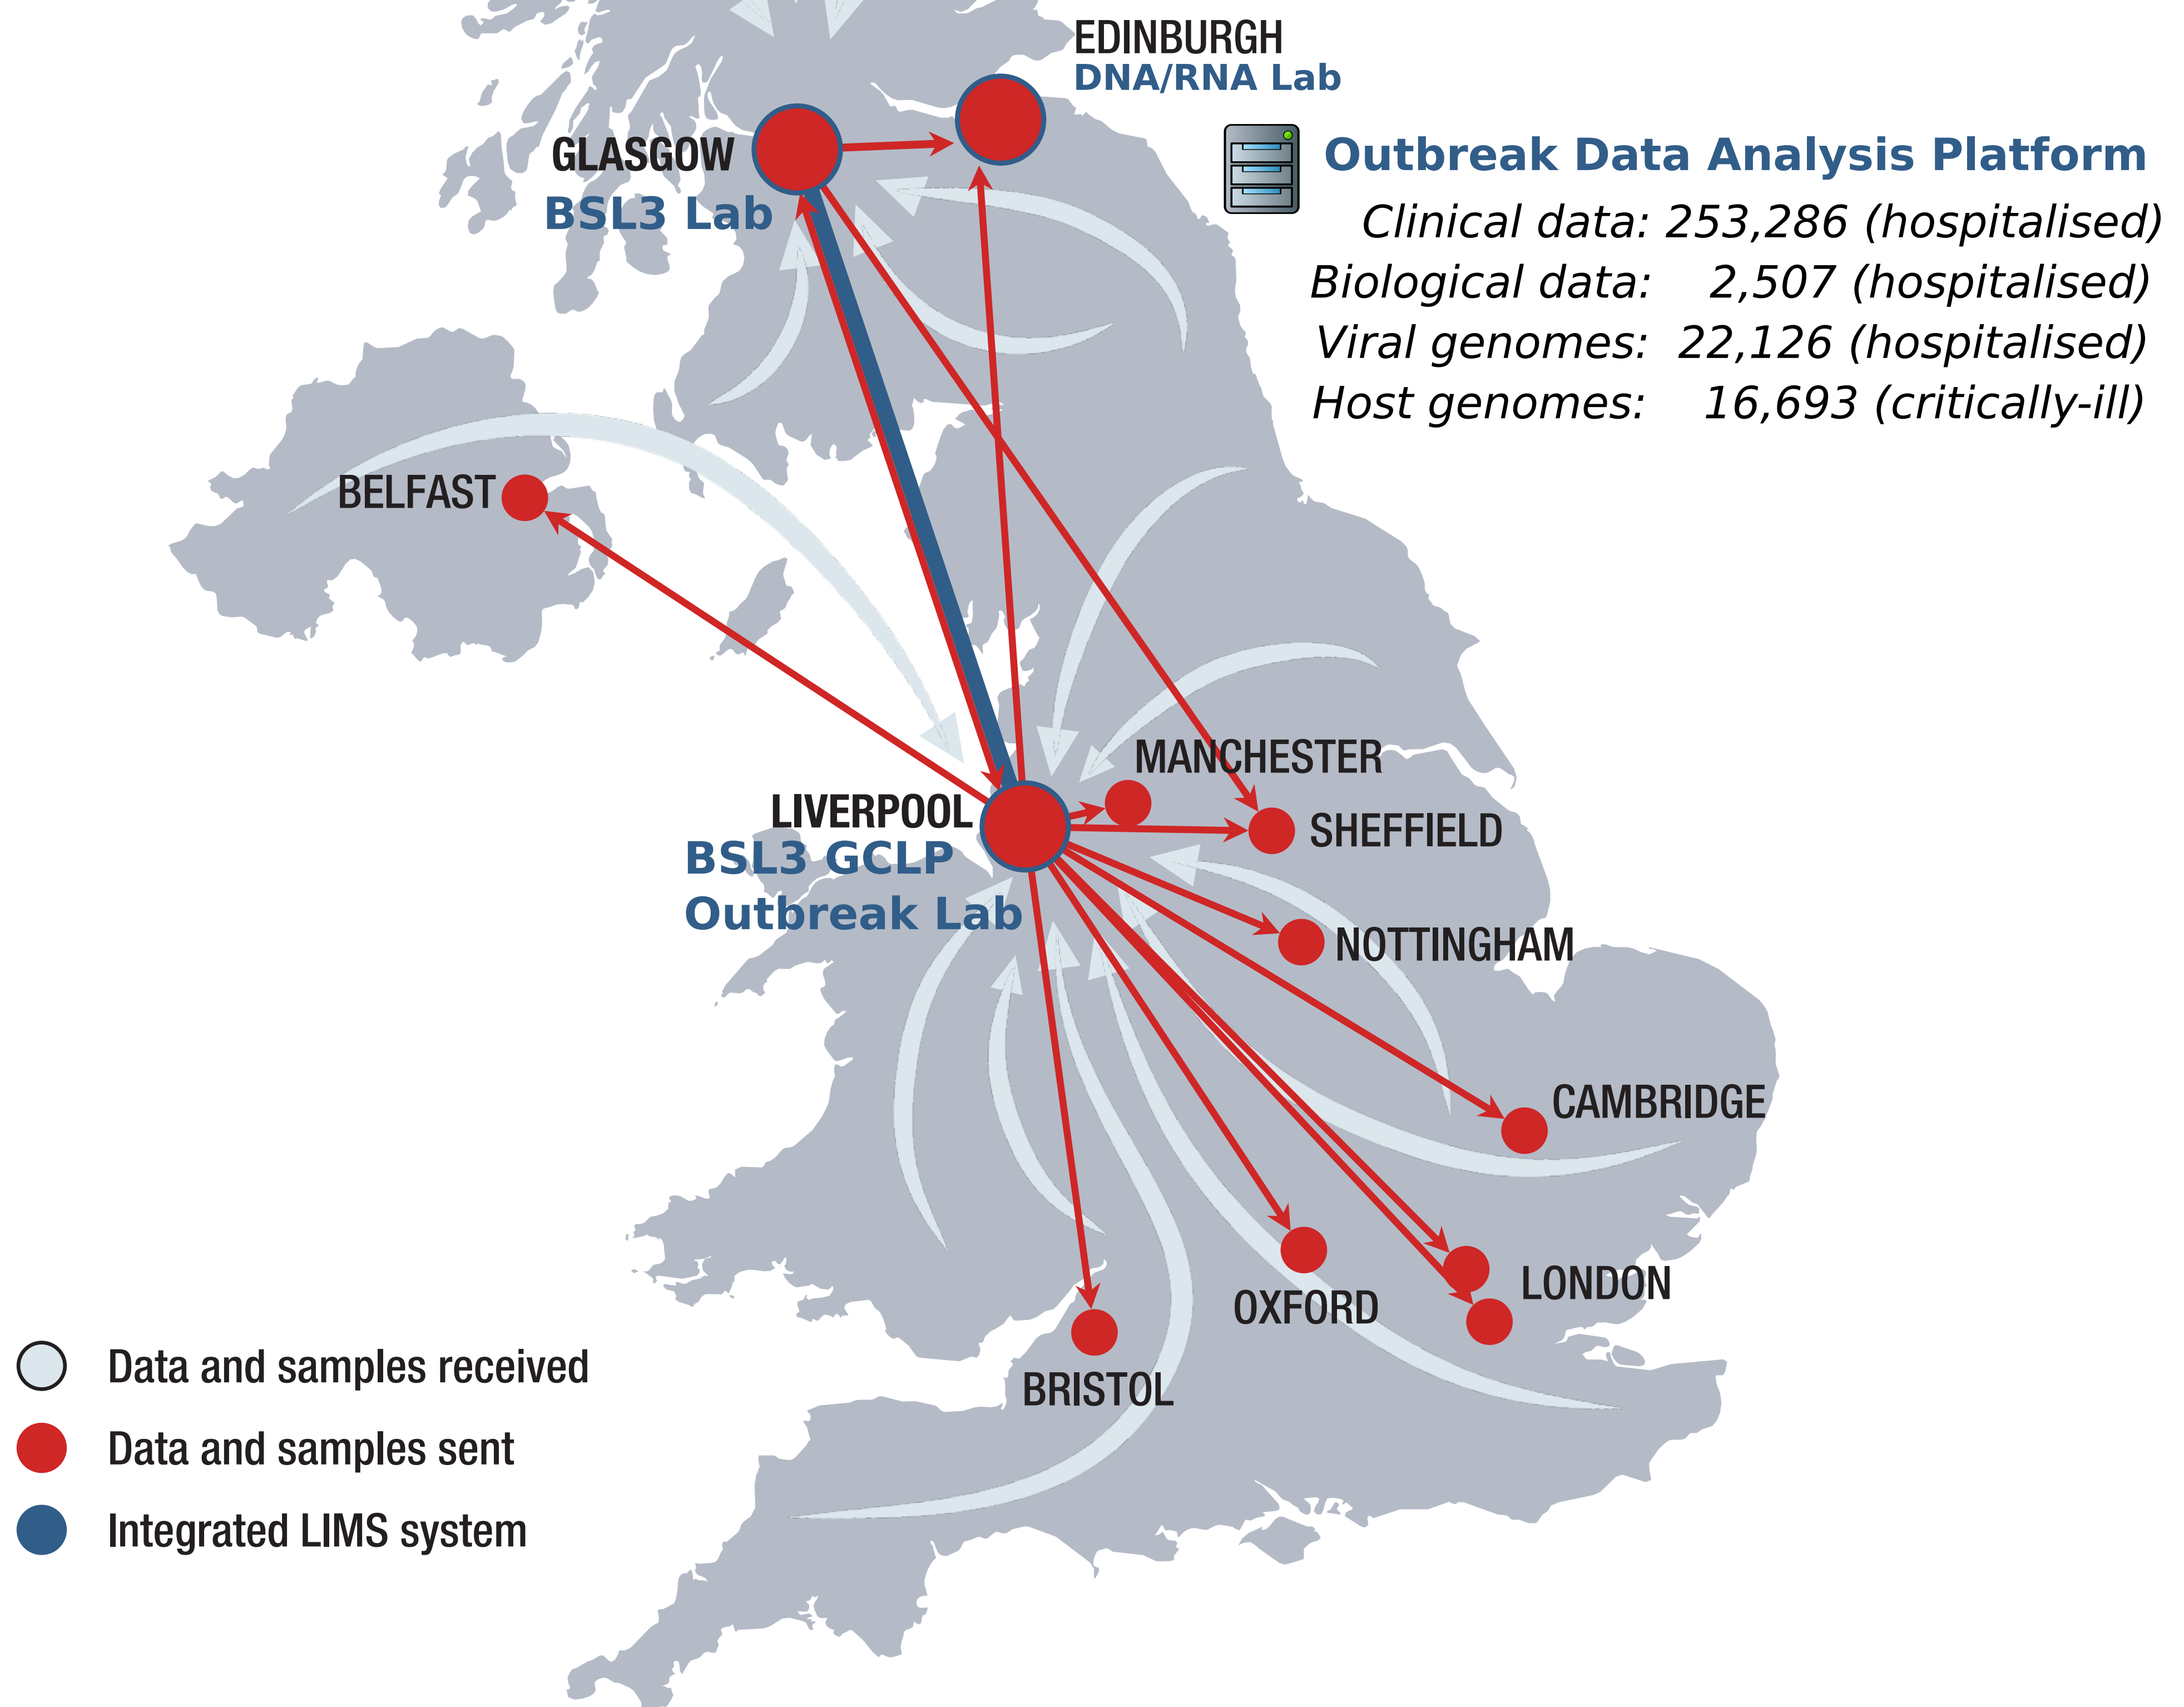 EDINBURGH
DNA/RNA Lab
GLASGOW
BSL3 Lab
Outbreak Data Analysis Platform
Clinical data: 253,286 (hospitalised)
Biological data: 2,507 (hospitalised)
Viral genomes: 22,126 (hospitalised)
Host genomes: 16,693 (critically-ill)
BELFAST
MANCHESTER
LIVERPOOL
BSL3 GCLP
Outbreak Lab
SHEFFIELD
NOTTINGHAM
CAMBRIDGE
LONDON
OXFORD
BRISTOL
Data and samples received
Data and samples sent
Integrated LIMS system